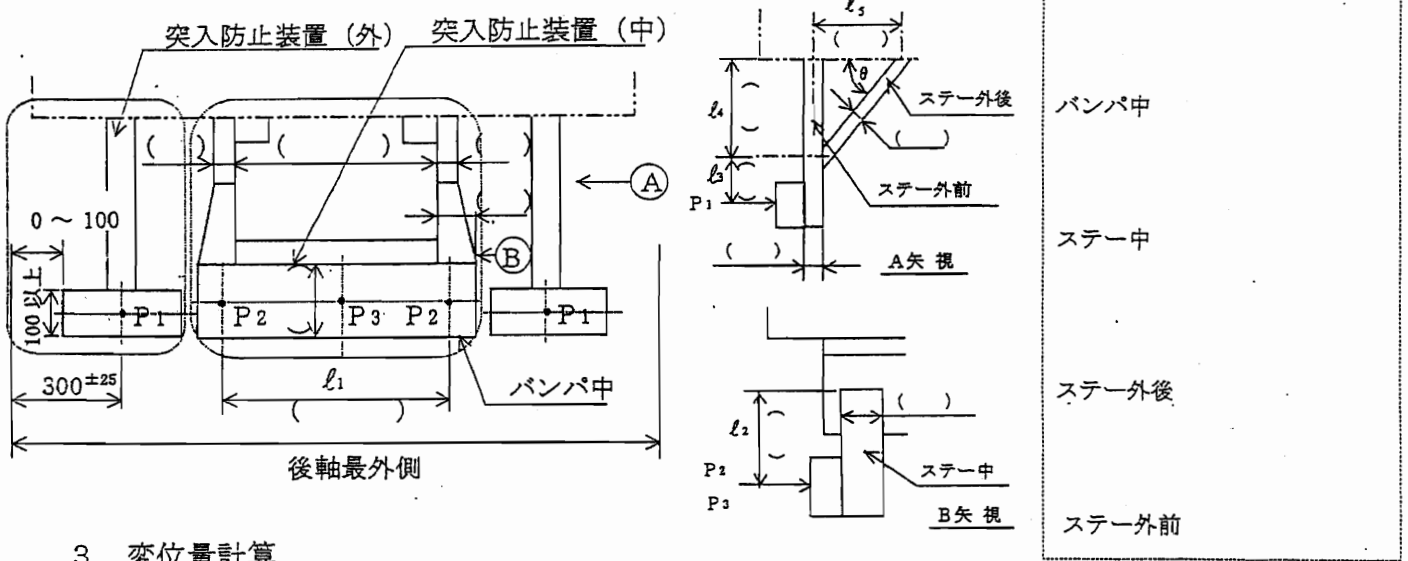 突入防止装置(外)
突入防止装置(中)
( )
( )
( )
( )
Ⓐ
0 ~ 100
100以上
Ⓑ
P1
P2
( )
P3
P2
P1
300±25
ℓ1
( )
バンパ中
後軸最外側
ℓ5
( )
θ
ステー外後
ℓ4
( )
( )
ℓ3
( )
P1
ステー外前
( )
A矢 視
ℓ2
( )
( )
P2
P3
ステー中
B矢 視
バンパ中
ステー中
ステー外後
ステー外前
3 変位量計算